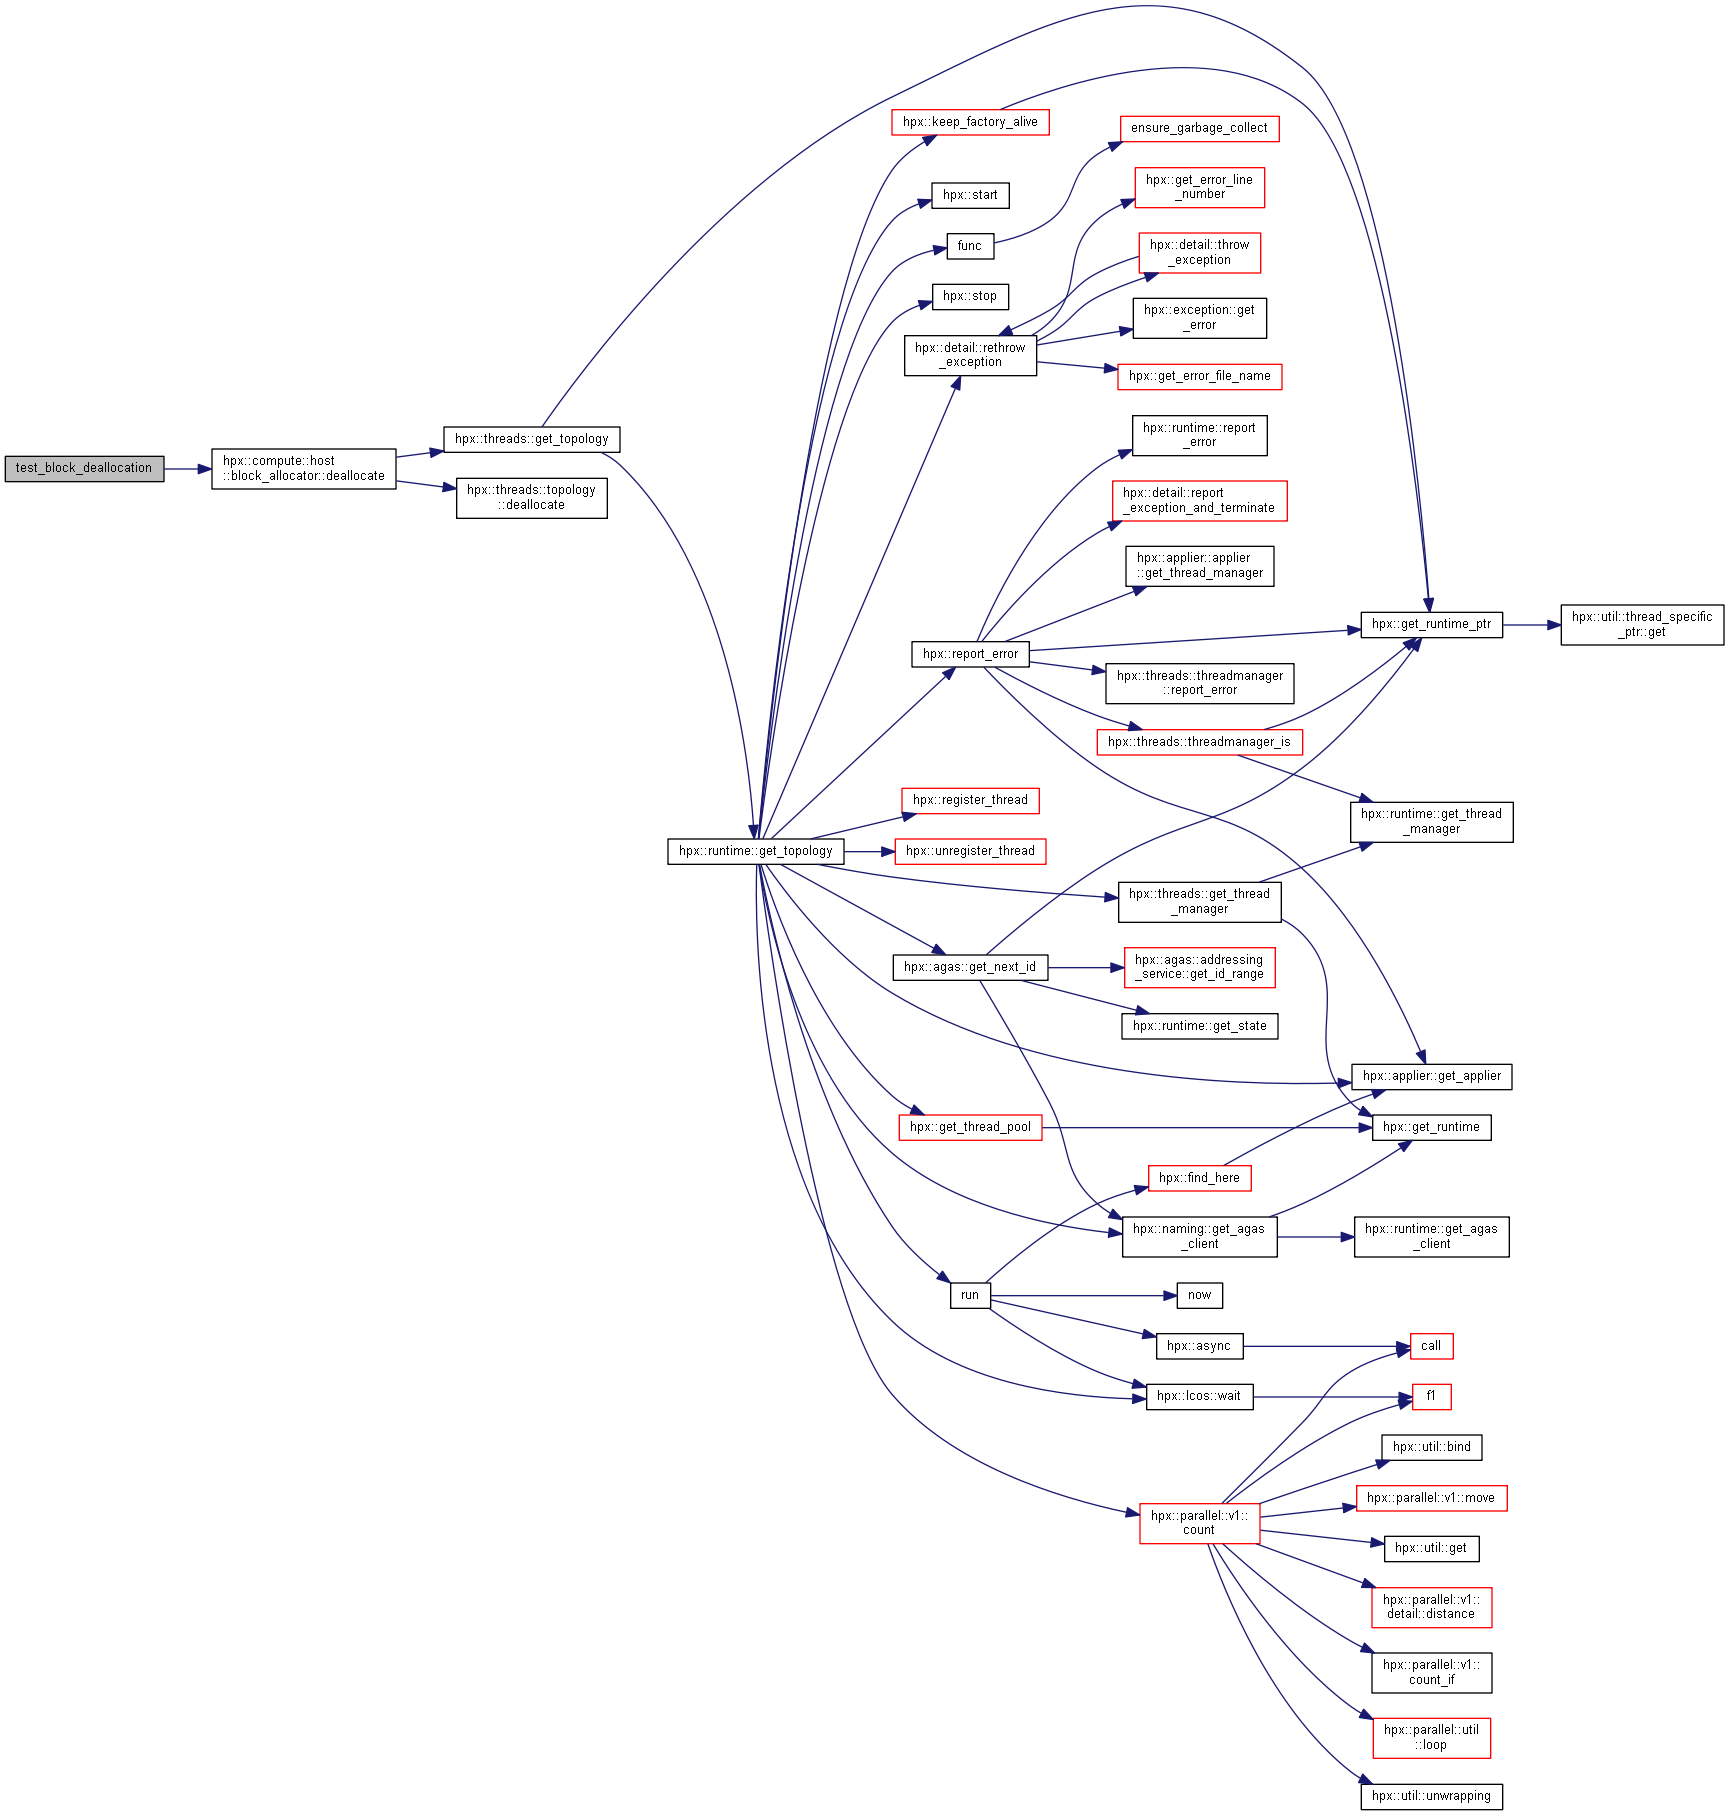 test_block_deallocation
hpx::compute::host
::block_allocator::deallocate
hpx::threads::get_topology
hpx::threads::topology
::deallocate
hpx::runtime::get_topology
hpx::keep_factory_alive
hpx::start
func
hpx::stop
hpx::detail::rethrow
_exception
hpx::report_error
hpx::register_thread
hpx::unregister_thread
hpx::agas::get_next_id
hpx::get_thread_pool
run
ensure_garbage_collect
hpx::get_error_line
_number
hpx::detail::throw
_exception
hpx::exception::get
_error
hpx::get_error_file_name
hpx::runtime::report
_error
hpx::detail::report
_exception_and_terminate
hpx::applier::applier
::get_thread_manager
hpx::threads::threadmanager
::report_error
hpx::threads::threadmanager_is
hpx::threads::get_thread
_manager
hpx::agas::addressing
_service::get_id_range
hpx::runtime::get_state
hpx::find_here
hpx::naming::get_agas
_client
now
hpx::async
hpx::lcos::wait
hpx::parallel::v1::
count
hpx::get_runtime_ptr
hpx::runtime::get_thread
_manager
hpx::applier::get_applier
hpx::get_runtime
hpx::runtime::get_agas
_client
call
f1
hpx::util::bind
hpx::parallel::v1::move
hpx::util::get
hpx::parallel::v1::
detail::distance
hpx::parallel::v1::
count_if
hpx::parallel::util
::loop
hpx::util::unwrapping
hpx::util::thread_specific
_ptr::get